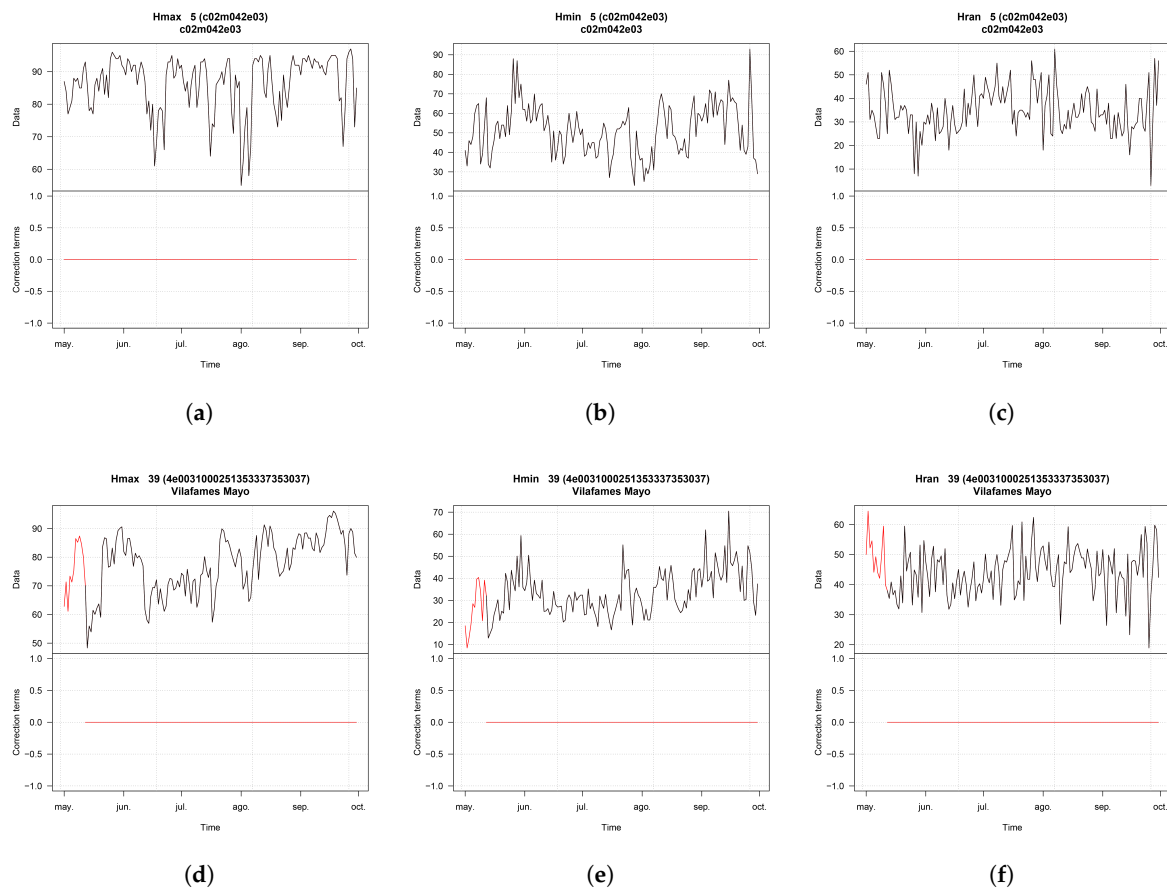 Hmax 5 (c02m042e03)
c02m042e03
Data
90
80
70
60
Correction terms
1.0
0.5
0.0
−0.5
−1.0
may. jun. jul. ago. sep. oct.
Time
(a)
Hmin 5 (c02m042e03)
c02m042e03
Data
90
80
70
60
50
40
30
Correction terms
1.0
0.5
0.0
−0.5
−1.0
may. jun. jul. ago. sep. oct.
Time
(b)
Hran 5 (c02m042e03)
c02m042e03
Data
60
50
40
30
20
10
Correction terms
1.0
0.5
0.0
−0.5
−1.0
may. jun. jul. ago. sep. oct.
Time
(c)
Hmax 39 (4e0031000251353337353037)
Vilafames Mayo
Data
90
80
70
60
50
Correction terms
1.0
0.5
0.0
−0.5
−1.0
may. jun. jul. ago. sep. oct.
Time
(d)
Hmin 39 (4e0031000251353337353037)
Vilafames Mayo
Data
70
60
50
40
30
20
10
Correction terms
1.0
0.5
0.0
−0.5
−1.0
may. jun. jul. ago. sep. oct.
Time
(e)
Hran 39 (4e0031000251353337353037)
Vilafames Mayo
Data
60
50
40
30
20
Correction terms
1.0
0.5
0.0
−0.5
−1.0
may. jun. jul. ago. sep. oct.
Time
(f)